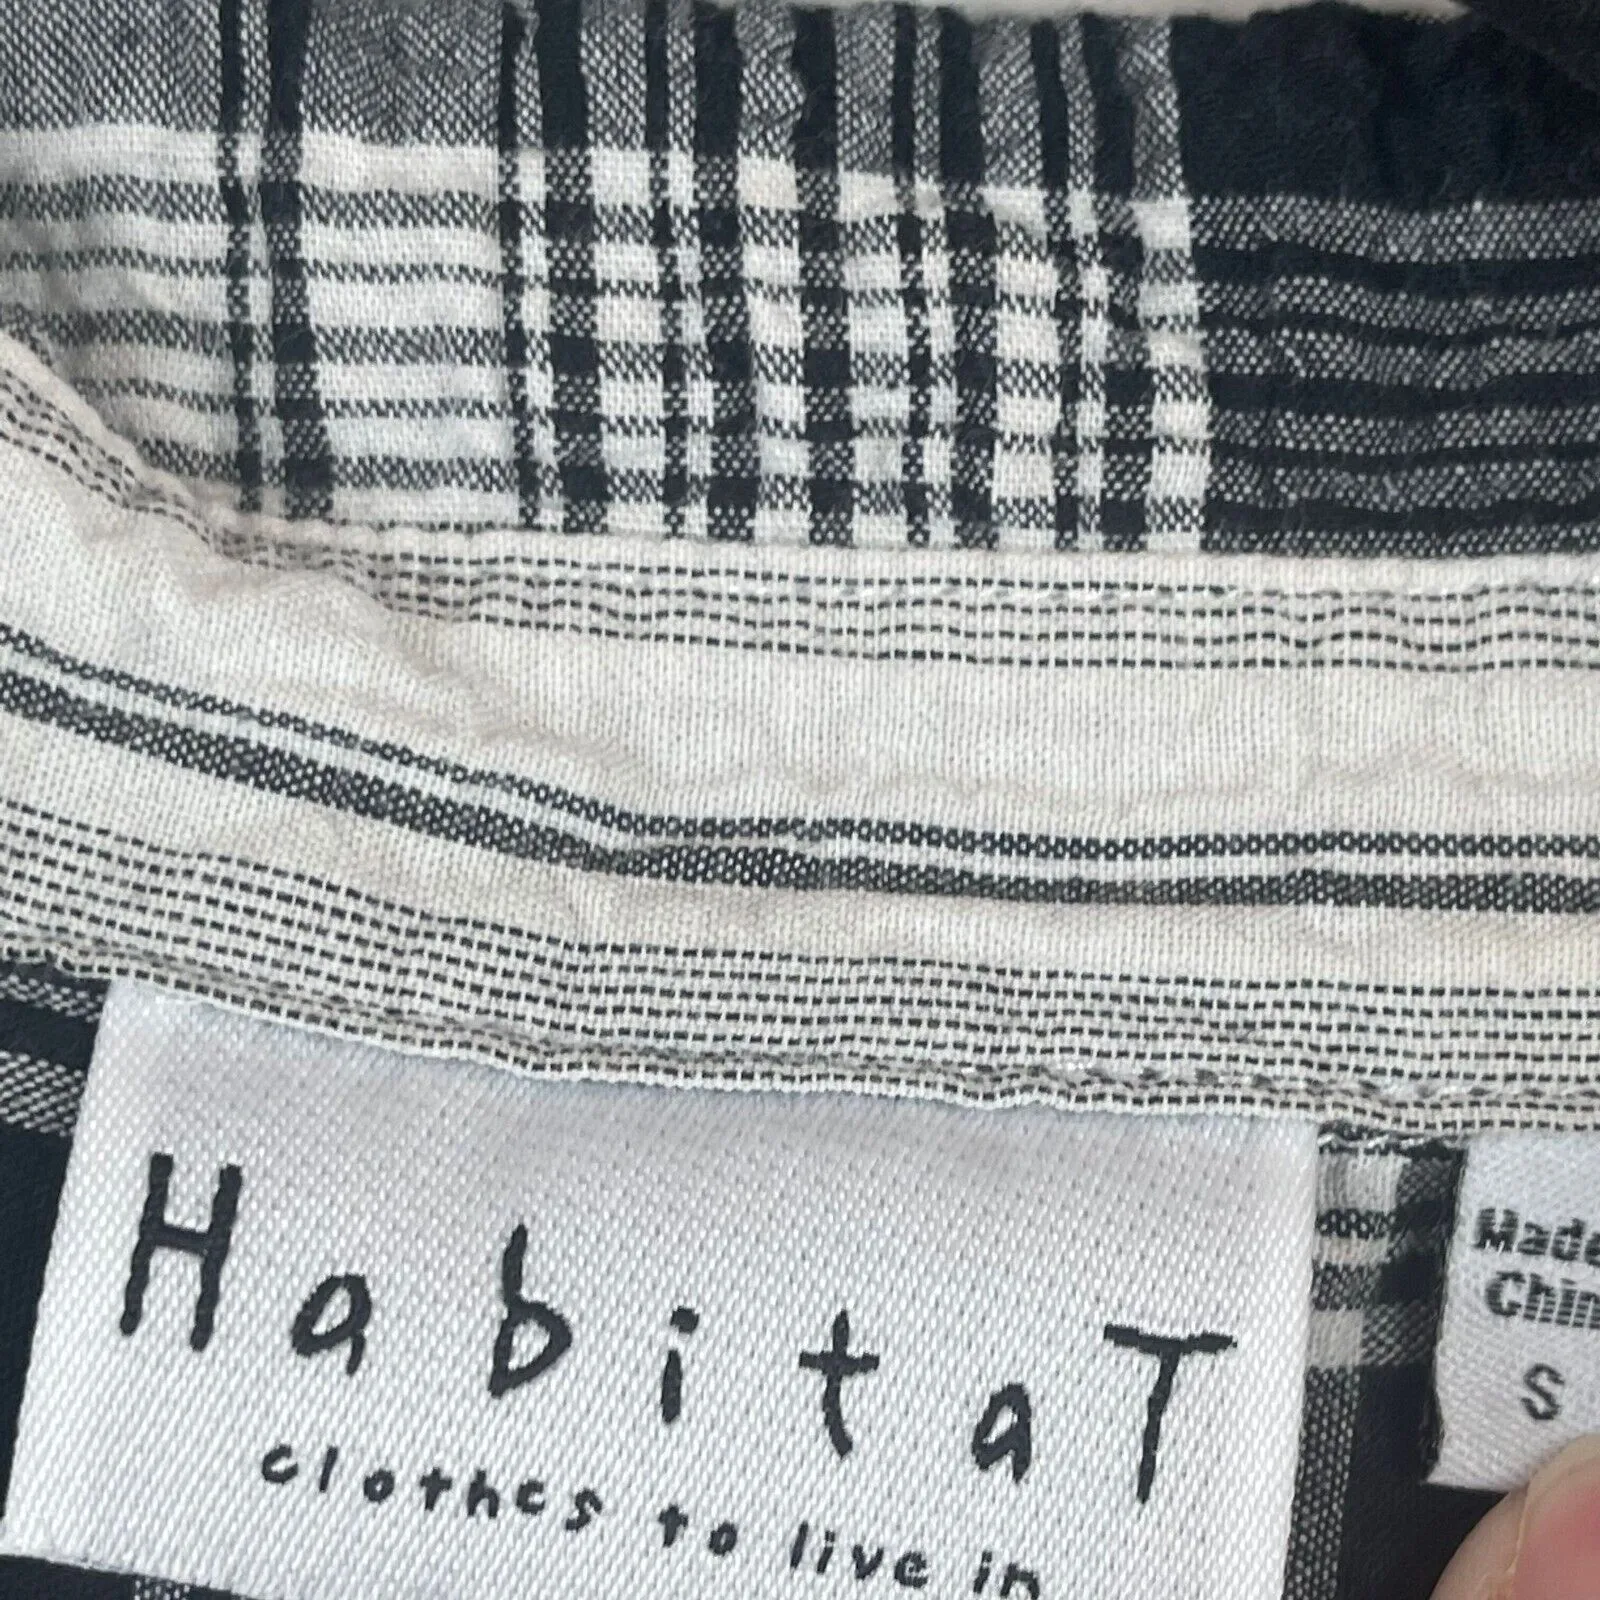 HabitaT
clothes to live in
Made
Chin
S